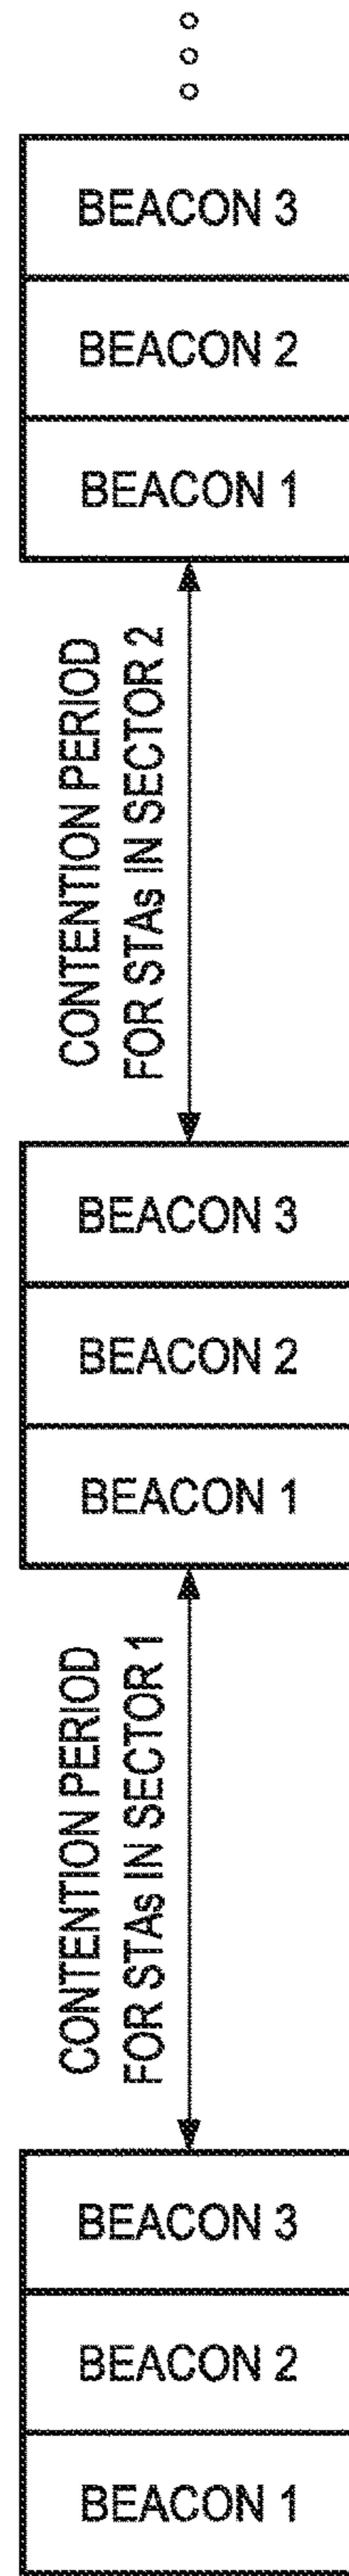 BEACON 3
BEACON 2
BEACON 1
CONTENTION PERIOD
FOR STAs IN SECTOR 2
BEACON 3
BEACON 2
BEACON 1
CONTENTION PERIOD
FOR STAs IN SECTOR 1
BEACON 3
BEACON 2
BEACON 1